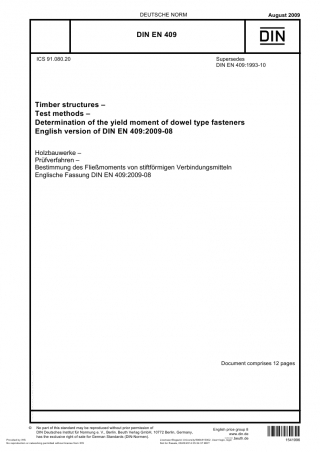 DEUTSCHE NORM
August 2009
DIN EN 409
DIN
ICS 91.080.20
Supersedes
DIN EN 409:1993-10
Timber structures –
Test methods –
Determination of the yield moment of dowel type fasteners
English version of DIN EN 409:2009-08
Holzbauwerke –
Prüfverfahren –
Bestimmung des Fließmoments von stiftförmigen Verbindungsmitteln
Englische Fassung DIN EN 409:2009-08
Document comprises 12 pages
© No part of this standard may be reproduced without prior permission of
DIN Deutsches Institut für Normung e. V., Berlin. Beuth Verlag GmbH, 10772 Berlin, Germany,
has the exclusive right of sale for German Standards (DIN-Normen).
English price group 8
www.din.de
www.beuth.de